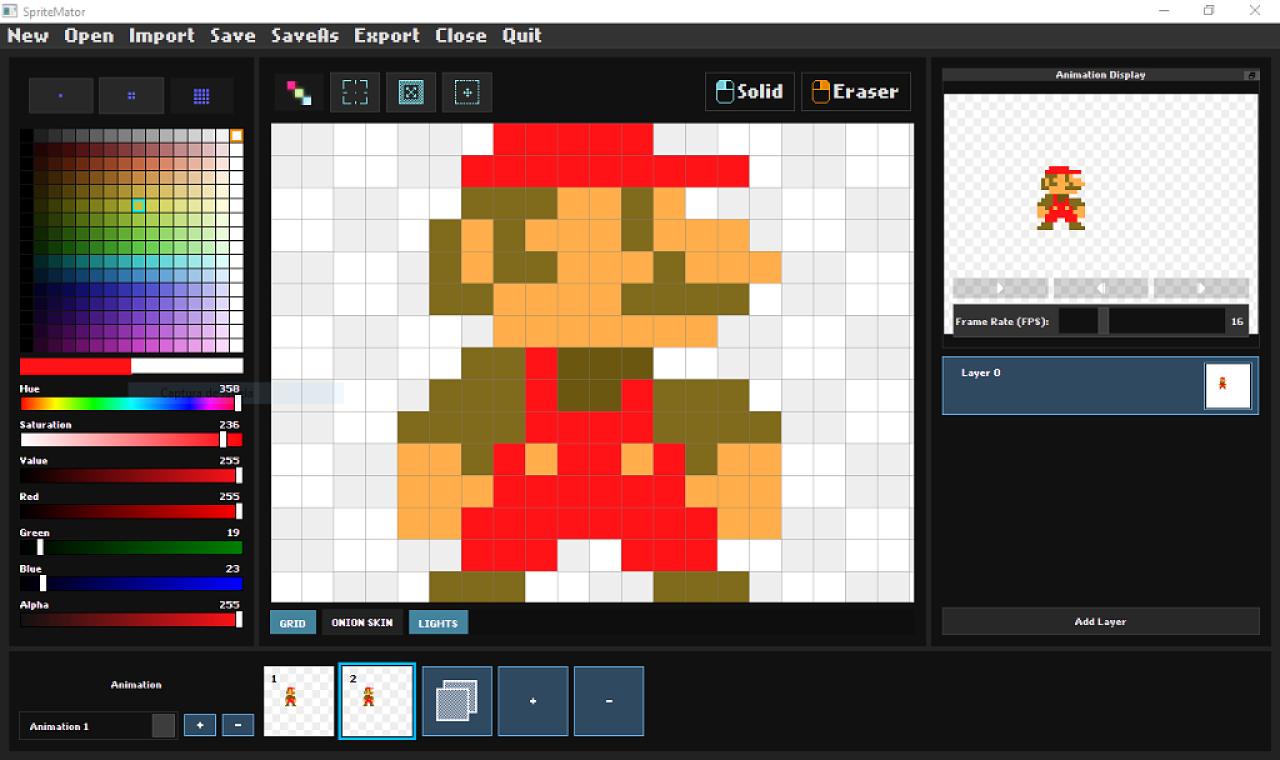 SpriteMator
New Open Import Save SaveAs Export Close Quit
Solid Eraser
Animation Display
Frame Rate (FPS): 16
Layer 0
Hue 358
Saturation 236
Value 255
Red 255
Green 19
Blue 23
Alpha 255
GRID ONION SKIN LIGHTS
Add Layer
Animation
Animation 1 + -
1 2 + -